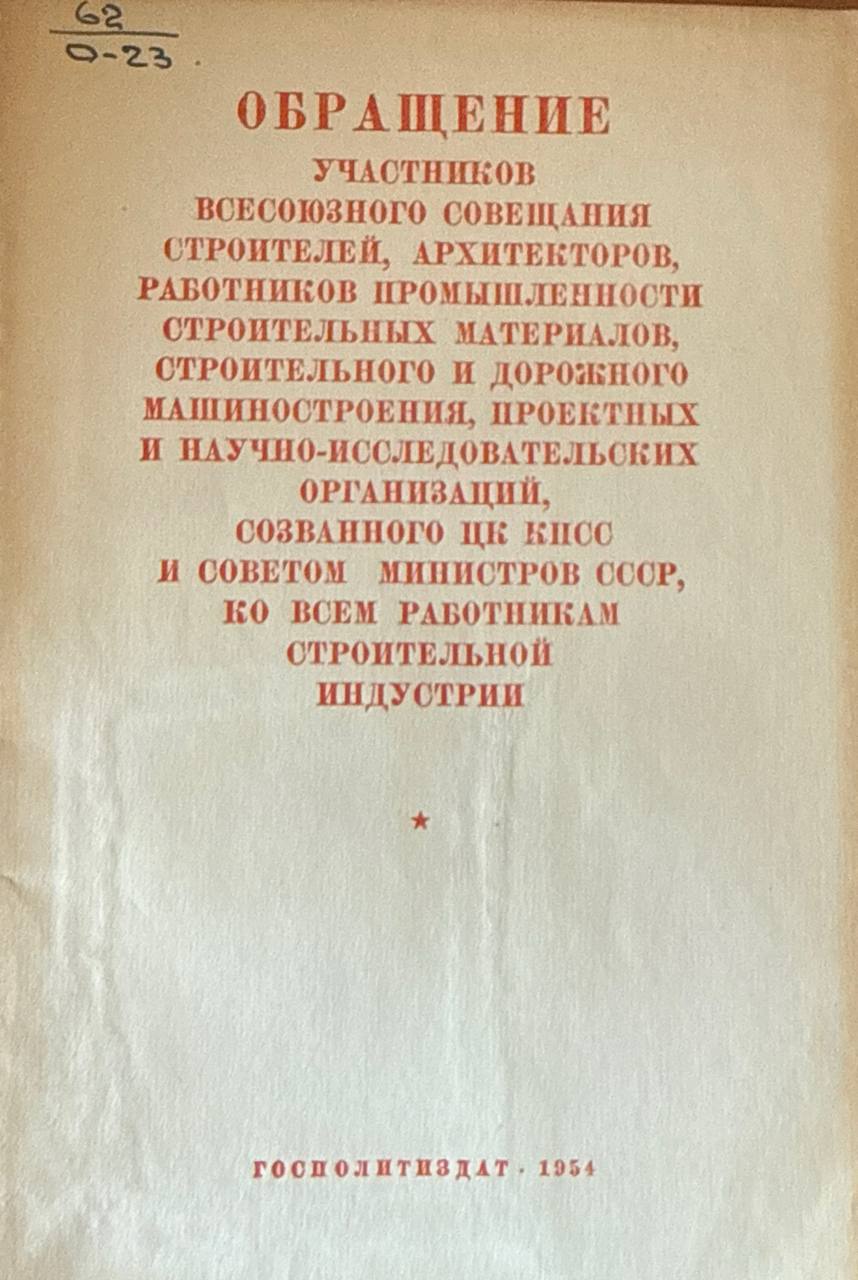 62
О-23.
ОБРАЩЕНИЕ
УЧАСТНИКОВ
ВСЕСОЮЗНОГО СОВЕЩАНИЯ
СТРОИТЕЛЕЙ, АРХИТЕКТОРОВ,
РАБОТНИКОВ ПРОМЫШЛЕННОСТИ
СТРОИТЕЛЬНЫХ МАТЕРИАЛОВ,
СТРОИТЕЛЬНОГО И ДОРОЖНОГО
МАШИНОСТРОЕНИЯ, ПРОЕКТНЫХ
И НАУЧНО-ИССЛЕДОВАТЕЛЬСКИХ
ОРГАНИЗАЦИЙ,
СОЗВАННОГО ЦК КПСС
И СОВЕТОМ МИНИСТРОВ СССР,
КО ВСЕМ РАБОТНИКАМ
СТРОИТЕЛЬНОЙ
ИНДУСТРИИ
ГОСПОЛИТИЗДАТ · 1954